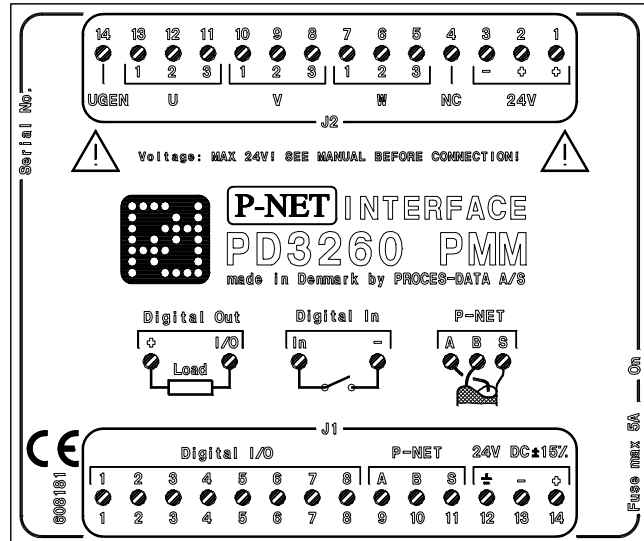 14 13 12 11 10 9 8 7 6 5 4 3 2 1
1 2 3 1 2 3 1 2 3 - + +
UGEN U V W NC 24V
J2
Serial No.
Voltage: MAX 24V! SEE MANUAL BEFORE CONNECTION!
P-NET INTERFACE
PD3260 PMM
made in Denmark by PROCES-DATA A/S
Digital Out Digital In P-NET
+ I/O In - A B S
Load
J1
CE
Digital I/O P-NET 24V DC±15%
1 2 3 4 5 6 7 8 A B S ± - +
1 2 3 4 5 6 7 8 9 10 11 12 13 14
608181
Fuse max 5A — On